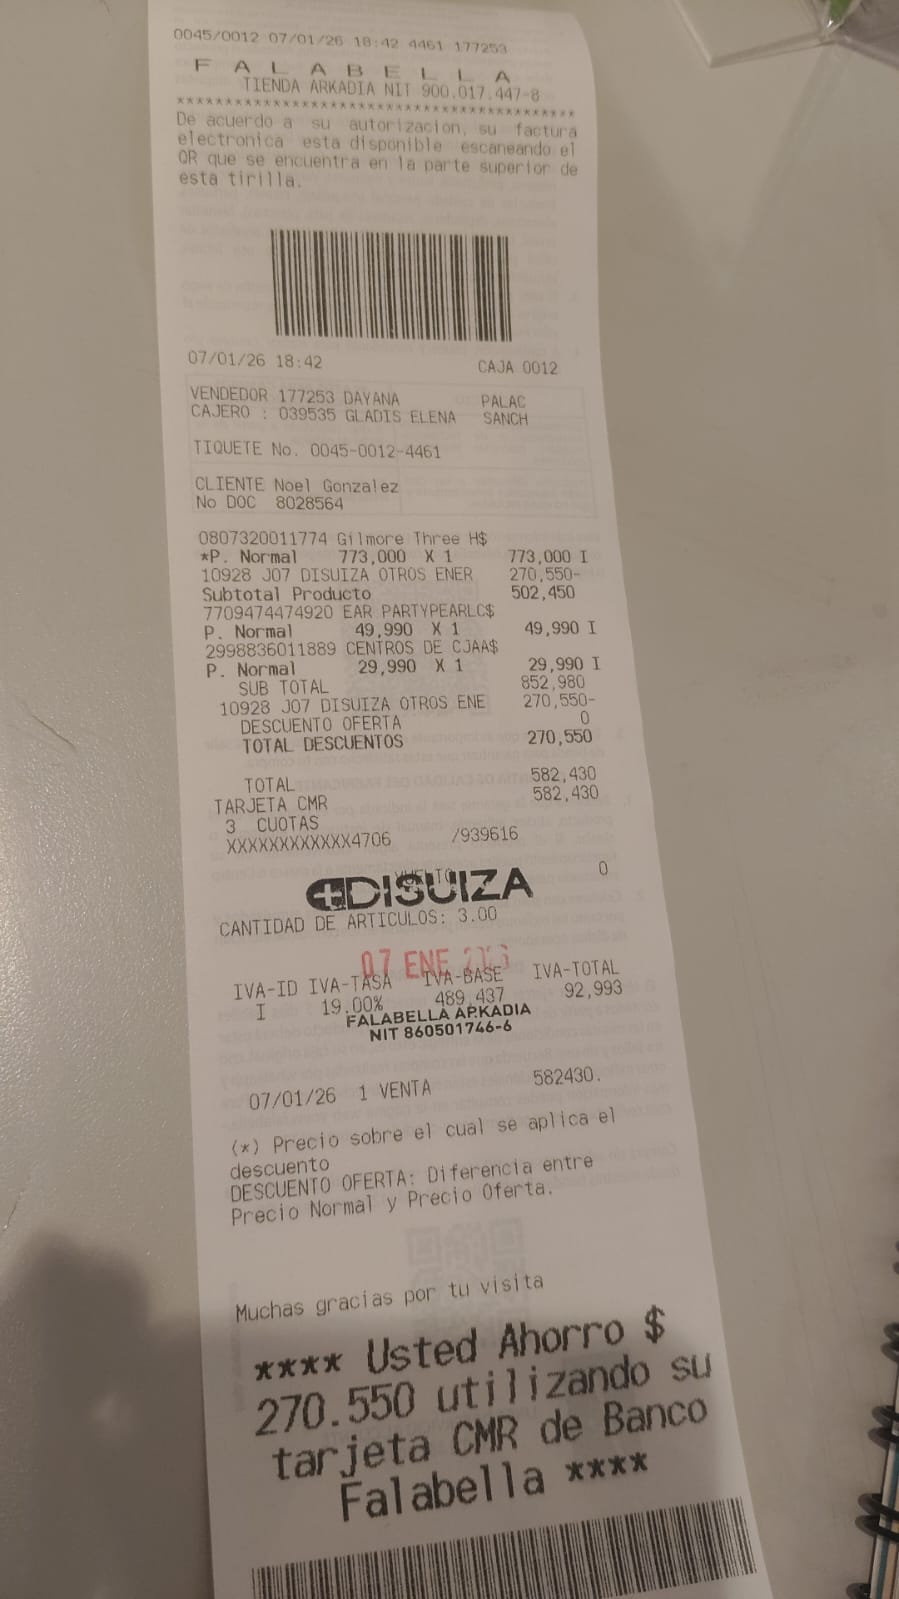 0045/0012 07/01/26 18:42 4461 177253
F A L A B E L L A
TIENDA ARKADIA NIT 900.017.447-8
******************************************
De acuerdo a su autorizacion, su factura
electronica esta disponible escaneando el
QR que se encuentra en la parte superior de
esta tirilla.
07/01/26 18:42 CAJA 0012
VENDEDOR 177253 DAYANA PALAC
CAJERO : 039535 GLADIS ELENA SANCH
TIQUETE No. 0045-0012-4461
CLIENTE Noel Gonzalez
No DOC 8028564
0807320011774 Gilmore Three H$
*P. Normal 773,000 X 1 773,000 I
10928 J07 DISUIZA OTROS ENER 270,550-
Subtotal Producto 502,450
7709474474920 EAR PARTYPEARLC$
P. Normal 49,990 X 1 49,990 I
2998836011889 CENTROS DE CJAA$
P. Normal 29,990 X 1 29,990 I
SUB TOTAL 852,980
10928 J07 DISUIZA OTROS ENE 270,550-
DESCUENTO OFERTA 0
TOTAL DESCUENTOS 270,550
TOTAL 582,430
TARJETA CMR 582,430
3 CUOTAS
XXXXXXXXXXXX4706 /939616
VUELTO 0
DISUIZA
CANTIDAD DE ARTICULOS: 3.00
07 ENE
IVA-ID IVA-TASA IVA-BASE IVA-TOTAL
I 19.00% 489,437 92,993
FALABELLA ARKADIA
NIT 860501746-6
07/01/26 1 VENTA 582430.
(*) Precio sobre el cual se aplica el
descuento
DESCUENTO OFERTA: Diferencia entre
Precio Normal y Precio Oferta.
Muchas gracias por tu visita
**** Usted Ahorro $
270.550 utilizando su
tarjeta CMR de Banco
Falabella ****